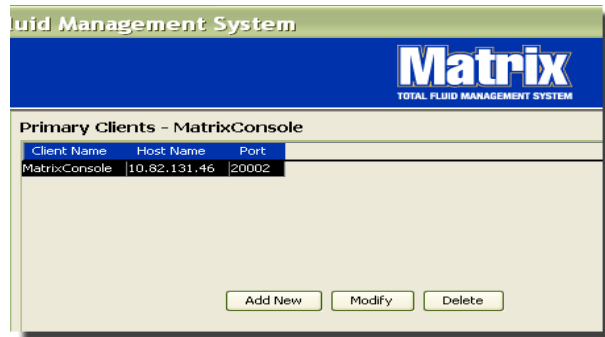 luid Management System
Matrix
TOTAL FLUID MANAGEMENT SYSTEM
Primary Clients - MatrixConsole
Client Name Host Name Port
MatrixConsole 10.82.131.46 20002
Add New Modify Delete